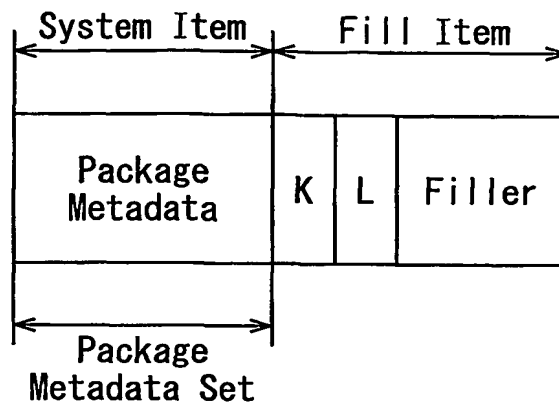 System Item
Fill Item
Package
Metadata
K
L
Filler
Package
Metadata Set